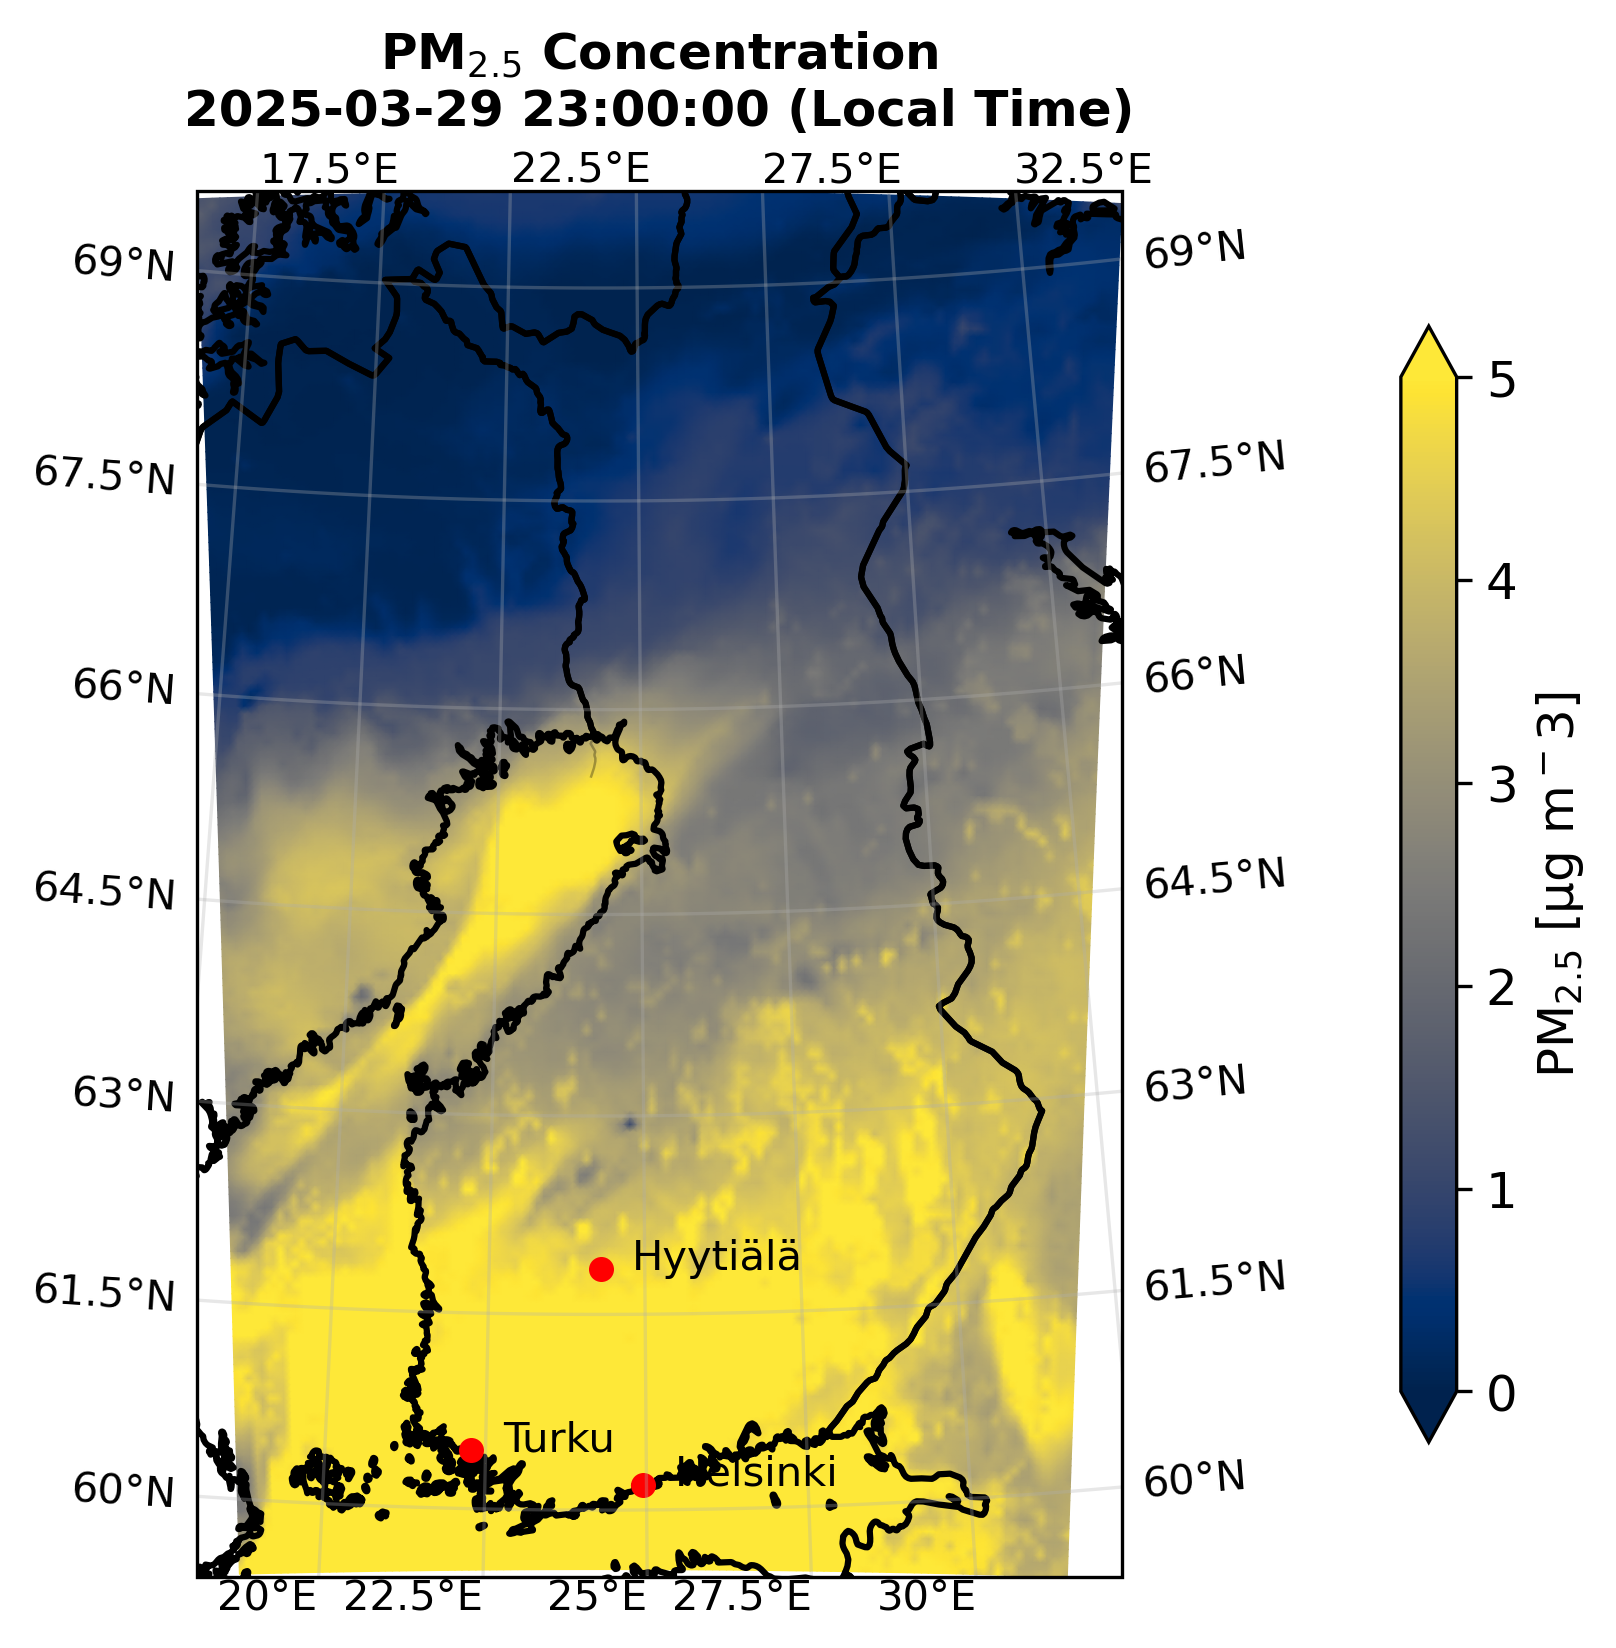 PM2.5 Concentration
2025-03-29 23:00:00 (Local Time)
17.5°E 22.5°E 27.5°E 32.5°E
69°N 69°N
67.5°N 67.5°N
66°N 66°N
64.5°N 64.5°N
63°N 63°N
61.5°N 61.5°N
60°N 60°N
Hyytiälä
Turku
Helsinki
20°E 22.5°E 25°E 27.5°E 30°E
5
4
3
2
1
0
PM2.5 [µg m⁻3]